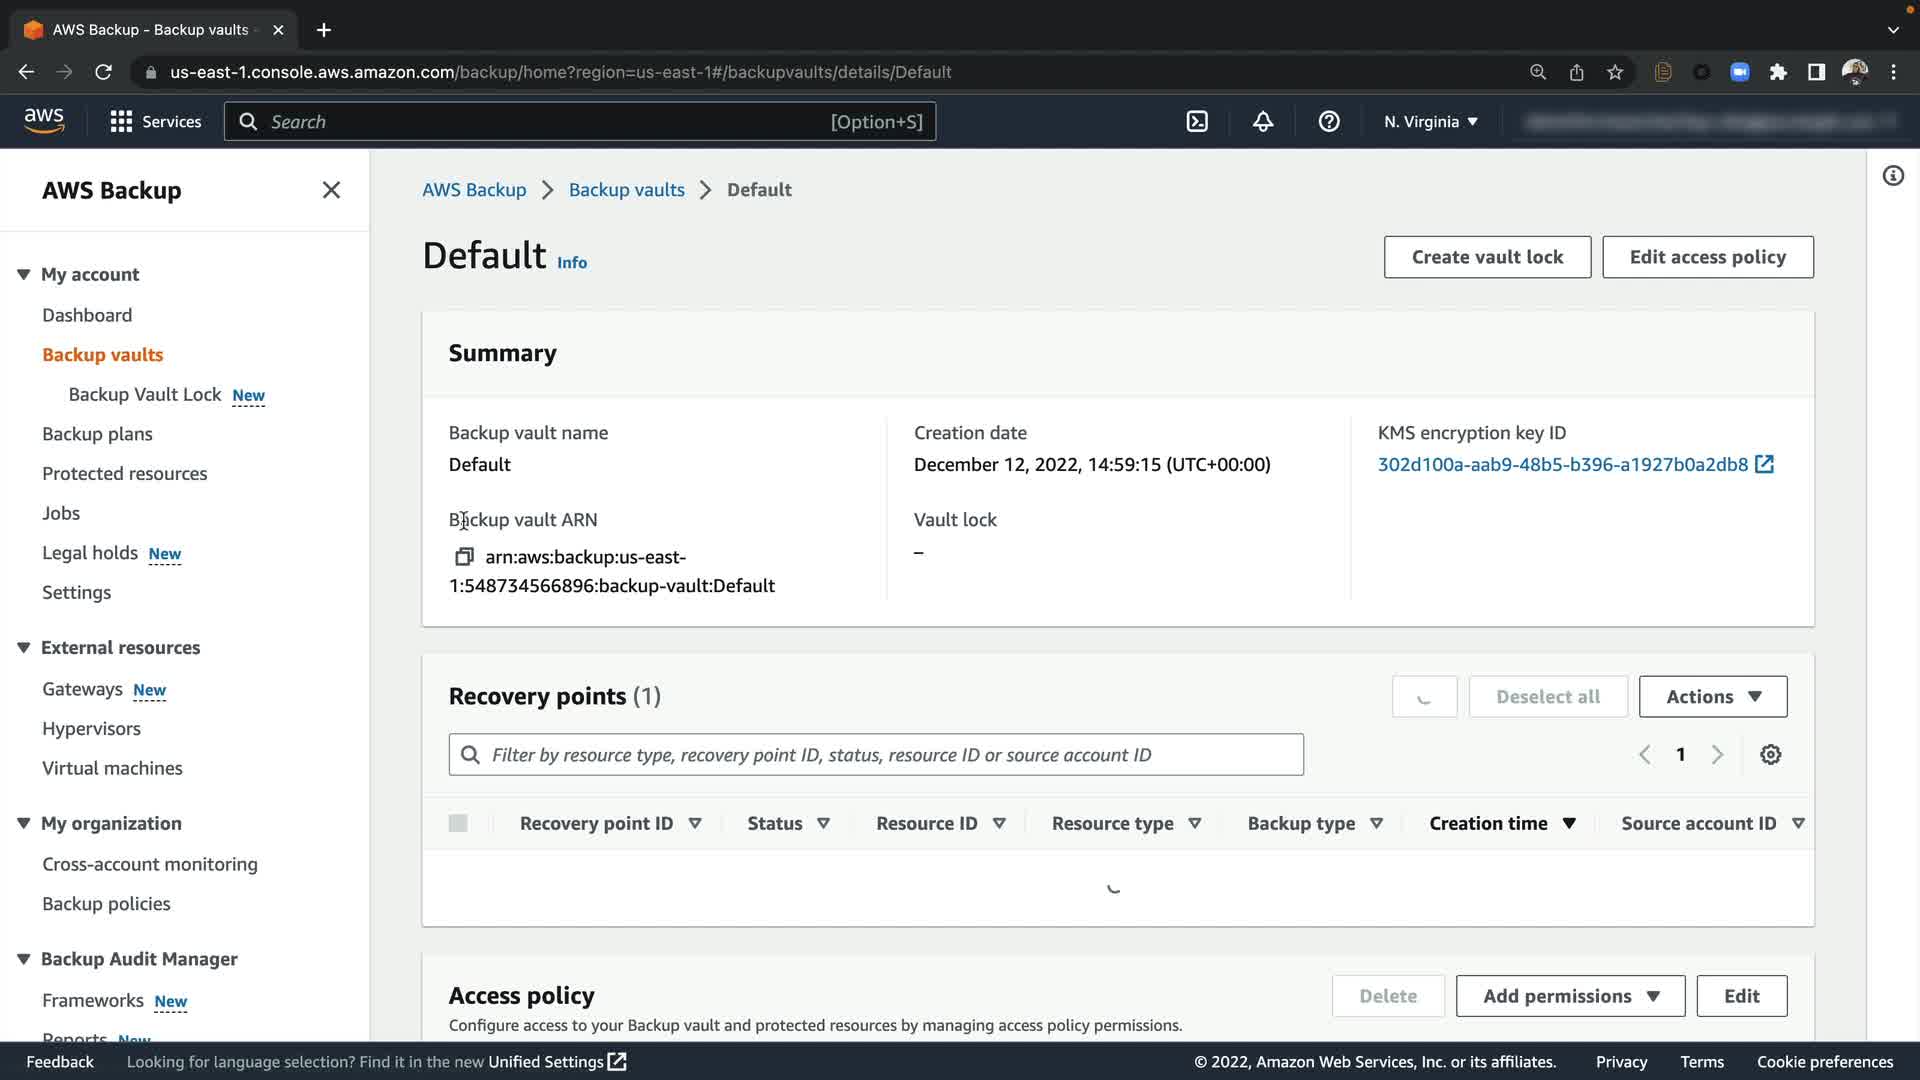 AWS Backup - Backup vaults -
us-east-1.console.aws.amazon.com/backup/home?region=us-east-1#/backupvaults/details/Default
aws
Services
Search
[Option+S]
N. Virginia
AWS Backup
My account
Dashboard
Backup vaults
Backup Vault Lock New
Backup plans
Protected resources
Jobs
Legal holds New
Settings
External resources
Gateways New
Hypervisors
Virtual machines
My organization
Cross-account monitoring
Backup policies
Backup Audit Manager
Frameworks New
Reports New
AWS Backup > Backup vaults > Default
Default Info
Create vault lock
Edit access policy
Summary
Backup vault name
Default
Backup vault ARN
arn:aws:backup:us-east-
1:548734566896:backup-vault:Default
Creation date
December 12, 2022, 14:59:15 (UTC+00:00)
Vault lock
–
KMS encryption key ID
302d100a-aab9-48b5-b396-a1927b0a2db8
Recovery points (1)
Deselect all
Actions
Filter by resource type, recovery point ID, status, resource ID or source account ID
1
Recovery point ID
Status
Resource ID
Resource type
Backup type
Creation time
Source account ID
Access policy
Configure access to your Backup vault and protected resources by managing access policy permissions.
Delete
Add permissions
Edit
Feedback
Looking for language selection? Find it in the new Unified Settings
© 2022, Amazon Web Services, Inc. or its affiliates.
Privacy
Terms
Cookie preferences